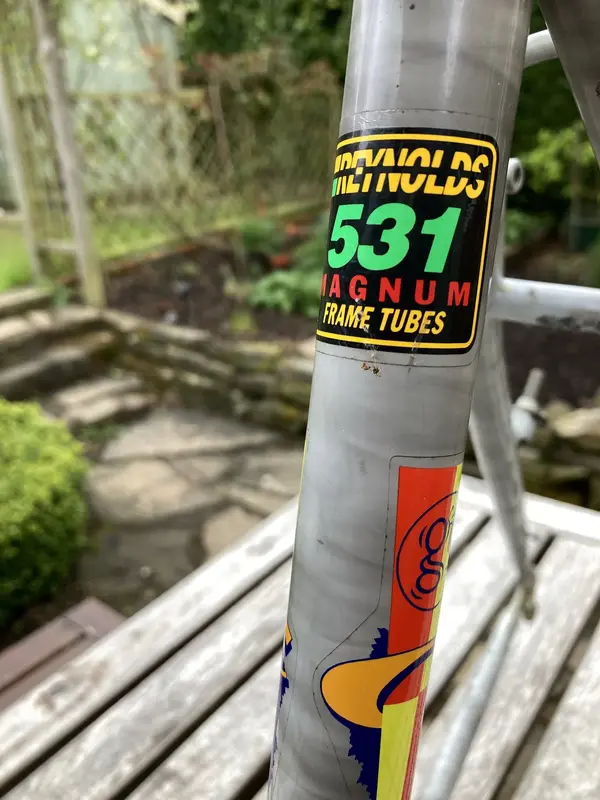 REYNOLDS
531
MAGNUM
FRAME TUBES